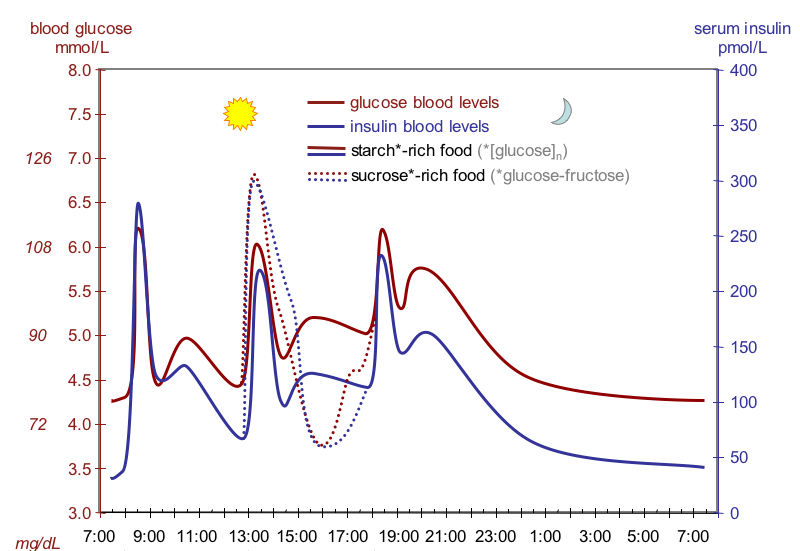 blood glucose
mmol/L
serum insulin
pmol/L
8.0
7.5
126 7.0
6.5
108 6.0
5.5
90 5.0
4.5
72 4.0
3.5
3.0
mg/dL
glucose blood levels
insulin blood levels
starch*-rich food (*[glucose]n)
sucrose*-rich food (*glucose-fructose)
400
350
300
250
200
150
100
50
0
7:00 9:00 11:00 13:00 15:00 17:00 19:00 21:00 23:00 1:00 3:00 5:00 7:00